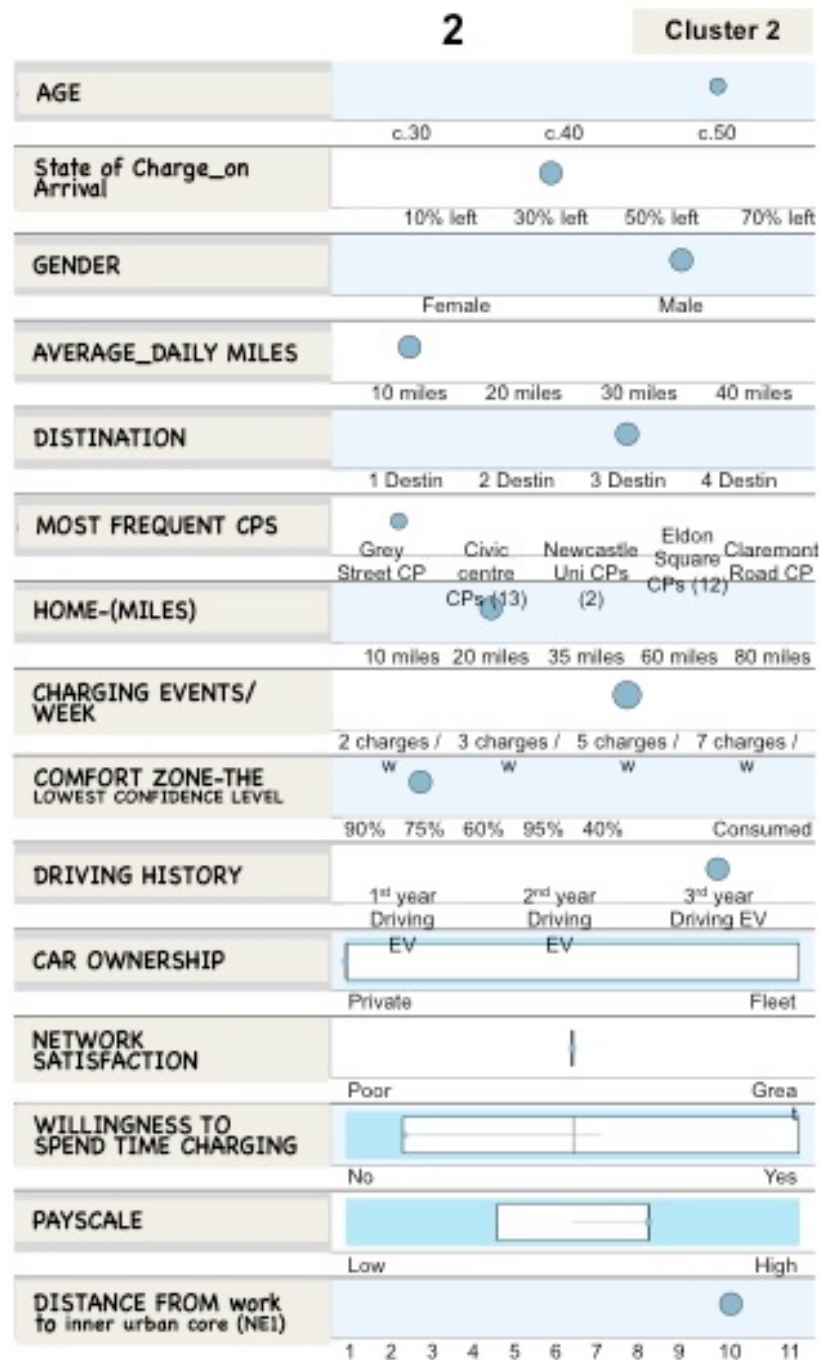 2
Cluster 2
AGE
c.30 c.40 c.50
State of Charge_on
Arrival
10% left 30% left 50% left 70% left
GENDER
Female Male
AVERAGE_DAILY MILES
10 miles 20 miles 30 miles 40 miles
DISTINATION
1 Destin 2 Destin 3 Destin 4 Destin
MOST FREQUENT CPS
Grey Street CP
Civic centre CPs (13)
Newcastle Uni CPs (2)
Eldon Square CPs (12)
Claremont Road CP
HOME-(MILES)
10 miles 20 miles 35 miles 60 miles 80 miles
CHARGING EVENTS/
WEEK
2 charges / w 3 charges / w 5 charges / w 7 charges / w
COMFORT ZONE-THE
LOWEST CONFIDENCE LEVEL
90% 75% 60% 95% 40% Consumed
DRIVING HISTORY
1st year Driving EV
2nd year Driving EV
3rd year Driving EV
CAR OWNERSHIP
Private Fleet
NETWORK
SATISFACTION
Poor Great
WILLINGNESS TO
SPEND TIME CHARGING
No Yes
PAYSCALE
Low High
DISTANCE FROM work
to inner urban core (NE1)
1 2 3 4 5 6 7 8 9 10 11